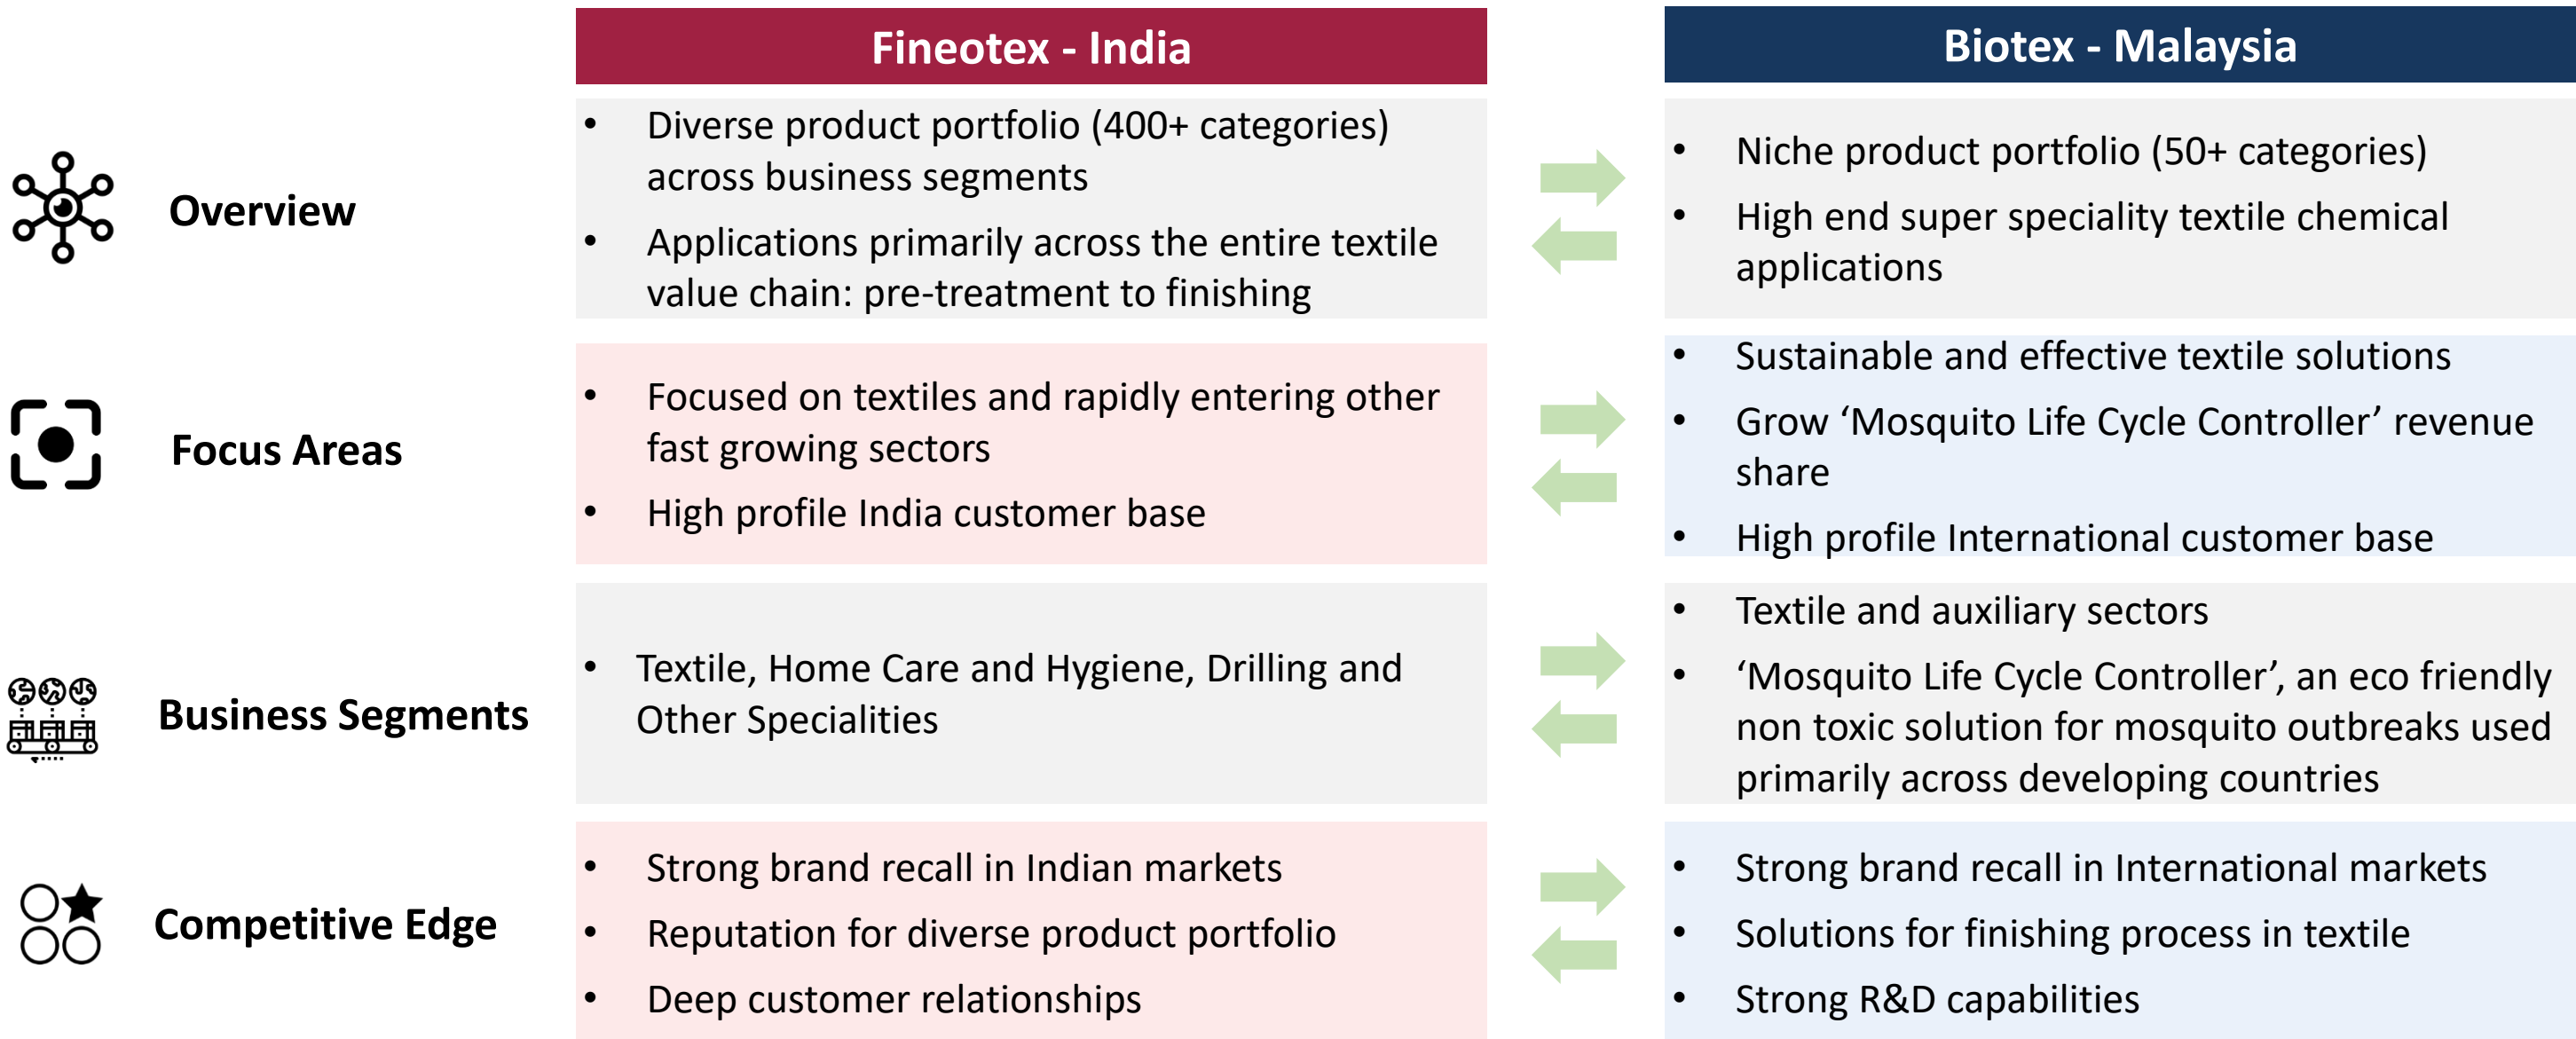 Fineotex - India
Biotex - Malaysia
Overview
• Diverse product portfolio (400+ categories)
across business segments
• Applications primarily across the entire textile
value chain: pre-treatment to finishing
• Niche product portfolio (50+ categories)
• High end super speciality textile chemical
applications
Focus Areas
• Focused on textiles and rapidly entering other
fast growing sectors
• High profile India customer base
• Sustainable and effective textile solutions
• Grow ‘Mosquito Life Cycle Controller’ revenue
share
• High profile International customer base
Business Segments
• Textile, Home Care and Hygiene, Drilling and
Other Specialities
• Textile and auxiliary sectors
• ‘Mosquito Life Cycle Controller’, an eco friendly
non toxic solution for mosquito outbreaks used
primarily across developing countries
Competitive Edge
• Strong brand recall in Indian markets
• Reputation for diverse product portfolio
• Deep customer relationships
• Strong brand recall in International markets
• Solutions for finishing process in textile
• Strong R&D capabilities